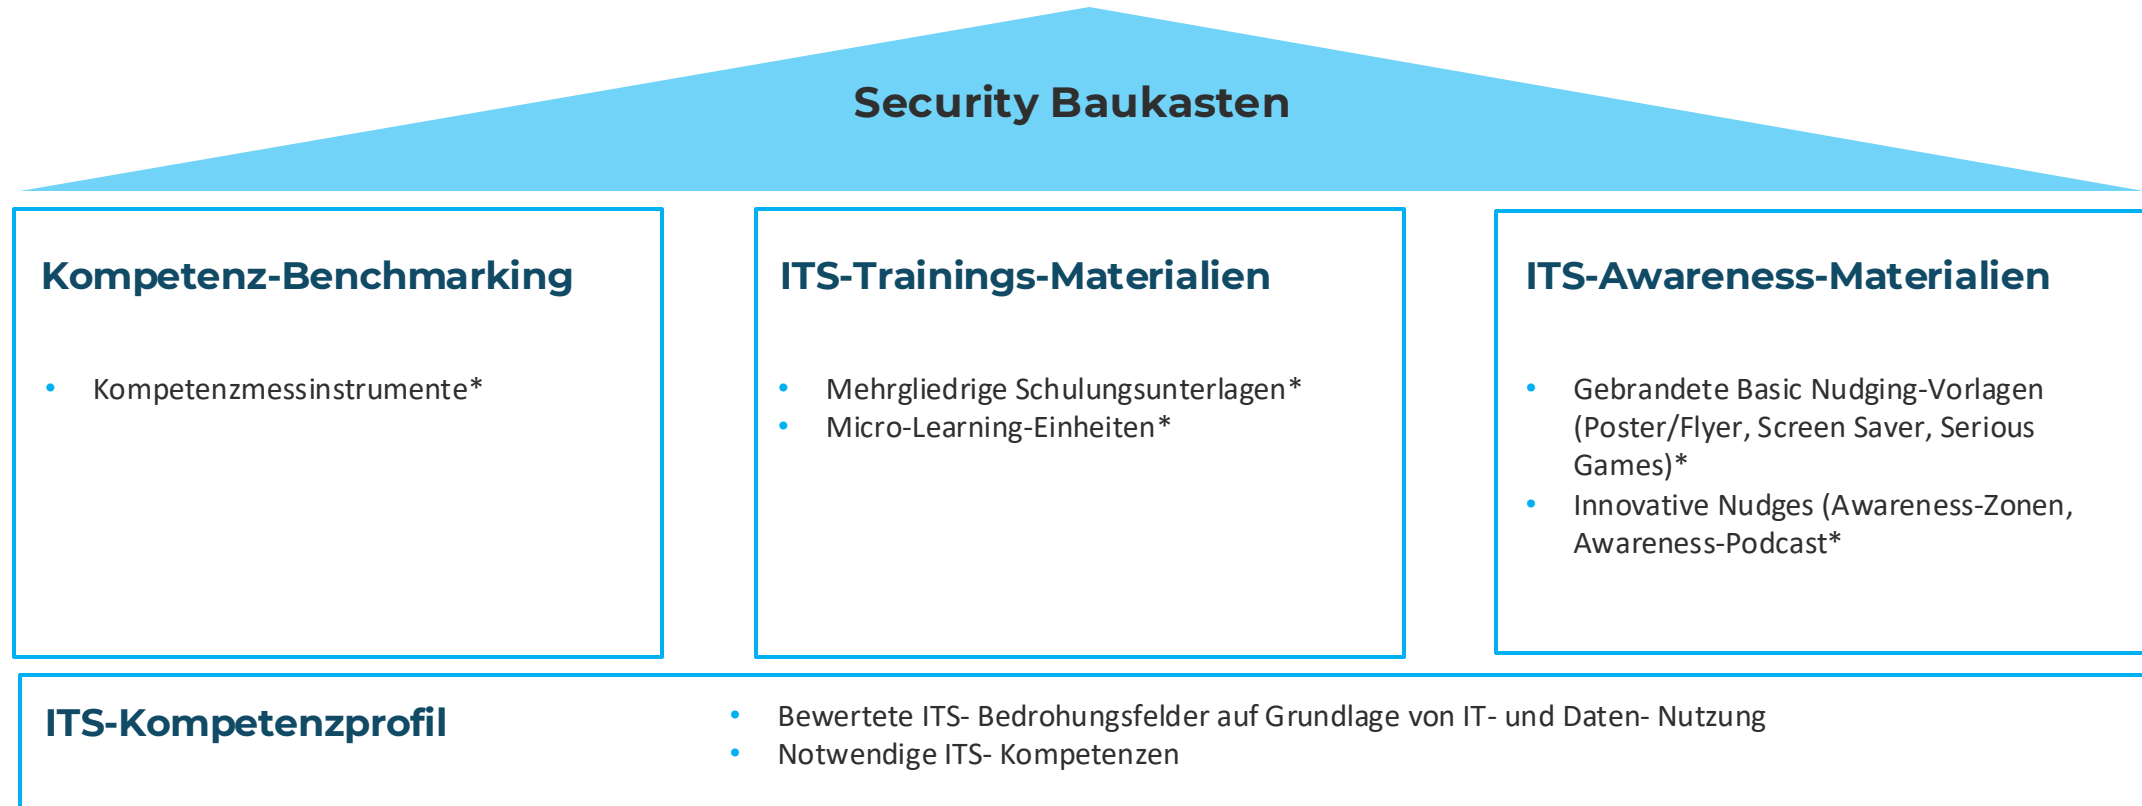 Security Baukasten
Kompetenz-Benchmarking
• Kompetenzmessinstrumente*
ITS-Trainings-Materialien
• Mehrgliedrige Schulungsunterlagen*
• Micro-Learning-Einheiten*
ITS-Awareness-Materialien
• Gebrandete Basic Nudging-Vorlagen
(Poster/Flyer, Screen Saver, Serious
Games)*
• Innovative Nudges (Awareness-Zonen,
Awareness-Podcast*
ITS-Kompetenzprofil
• Bewertete ITS- Bedrohungsfelder auf Grundlage von IT- und Daten- Nutzung
• Notwendige ITS- Kompetenzen